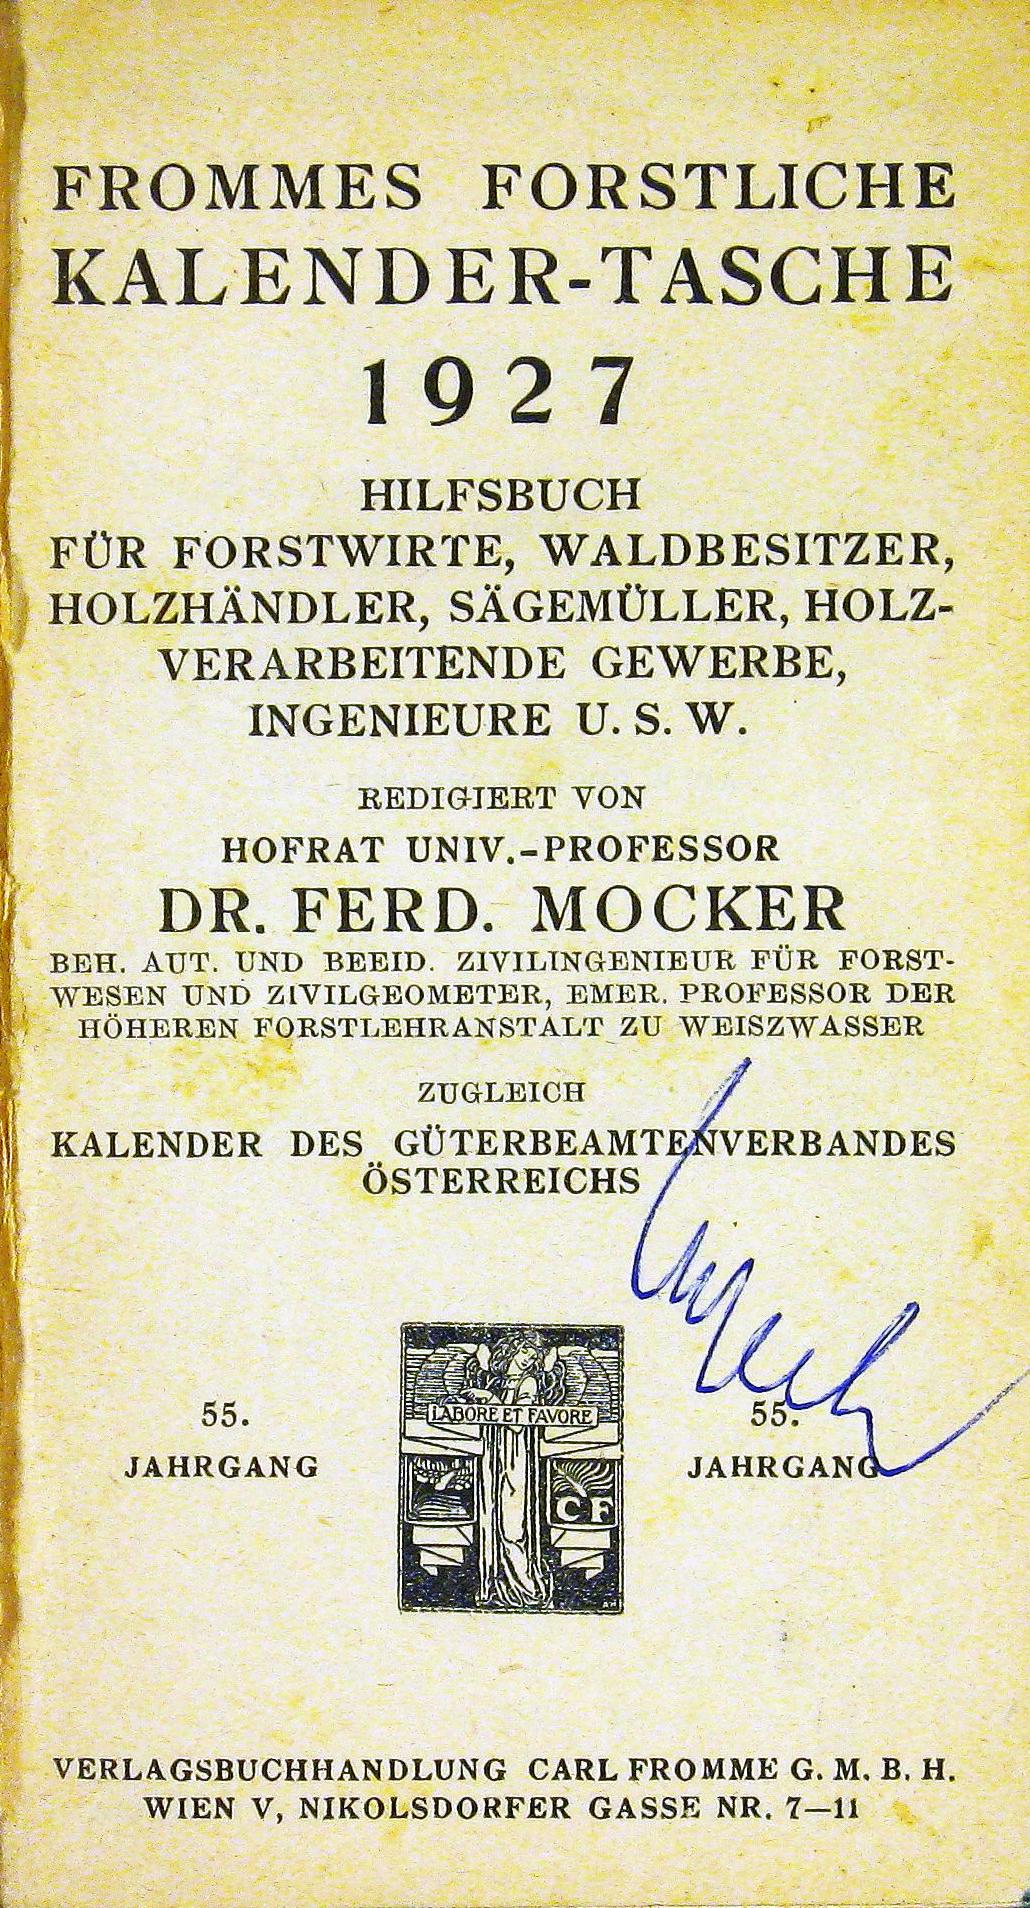 FROMMES FORSTLICHE
KALENDER-TASCHE
1927
HILFSBUCH
FÜR FORSTWIRTE, WALDBESITZER,
HOLZHÄNDLER, SÄGEMÜLLER, HOLZ-
VERARBEITENDE GEWERBE,
INGENIEURE U. S. W.
REDIGIERT VON
HOFRAT UNIV.-PROFESSOR
DR. FERD. MOCKER
BEH. AUT. UND BEEID. ZIVILINGENIEUR FÜR FORST-
WESEN UND ZIVILGEOMETER, EMER. PROFESSOR DER
HÖHEREN FORSTLEHRANSTALT ZU WEISZWASSER
ZUGLEICH
KALENDER DES GÜTERBEAMTENVERBANDES
ÖSTERREICHS
55.
JAHRGANG
LABORE ET FAVORE
CF
55.
JAHRGANG
VERLAGSBUCHHANDLUNG CARL FROMME G. M. B. H.
WIEN V, NIKOLSDORFER GASSE NR. 7—11